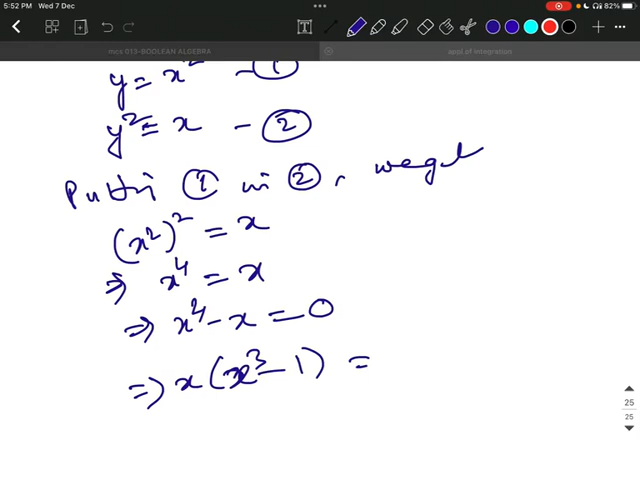 5:52 PM Wed 7 Dec
82%
mcs 013-BOOLEAN ALGEBRA
appl.of integration
y = x² - ①
y² = x - ②
Puttin ① in ②, we get
(x²)² = x
⇒ x⁴ = x
⇒ x⁴ - x = 0
⇒ x(x³ - 1) =
25
25